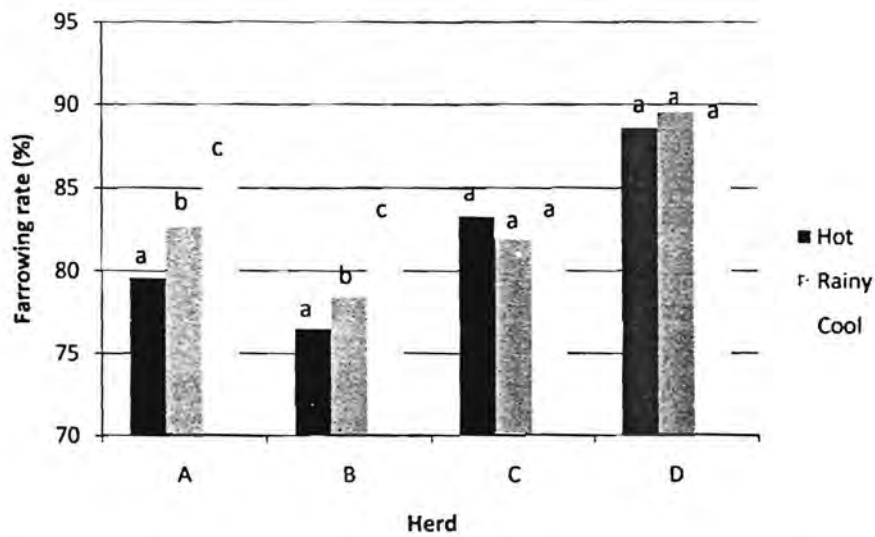 95
90
85
80
75
70
Farrowing rate (%)
a b c
a b c
a a a
a a a
A B C D
Herd
Hot
Rainy
Cool